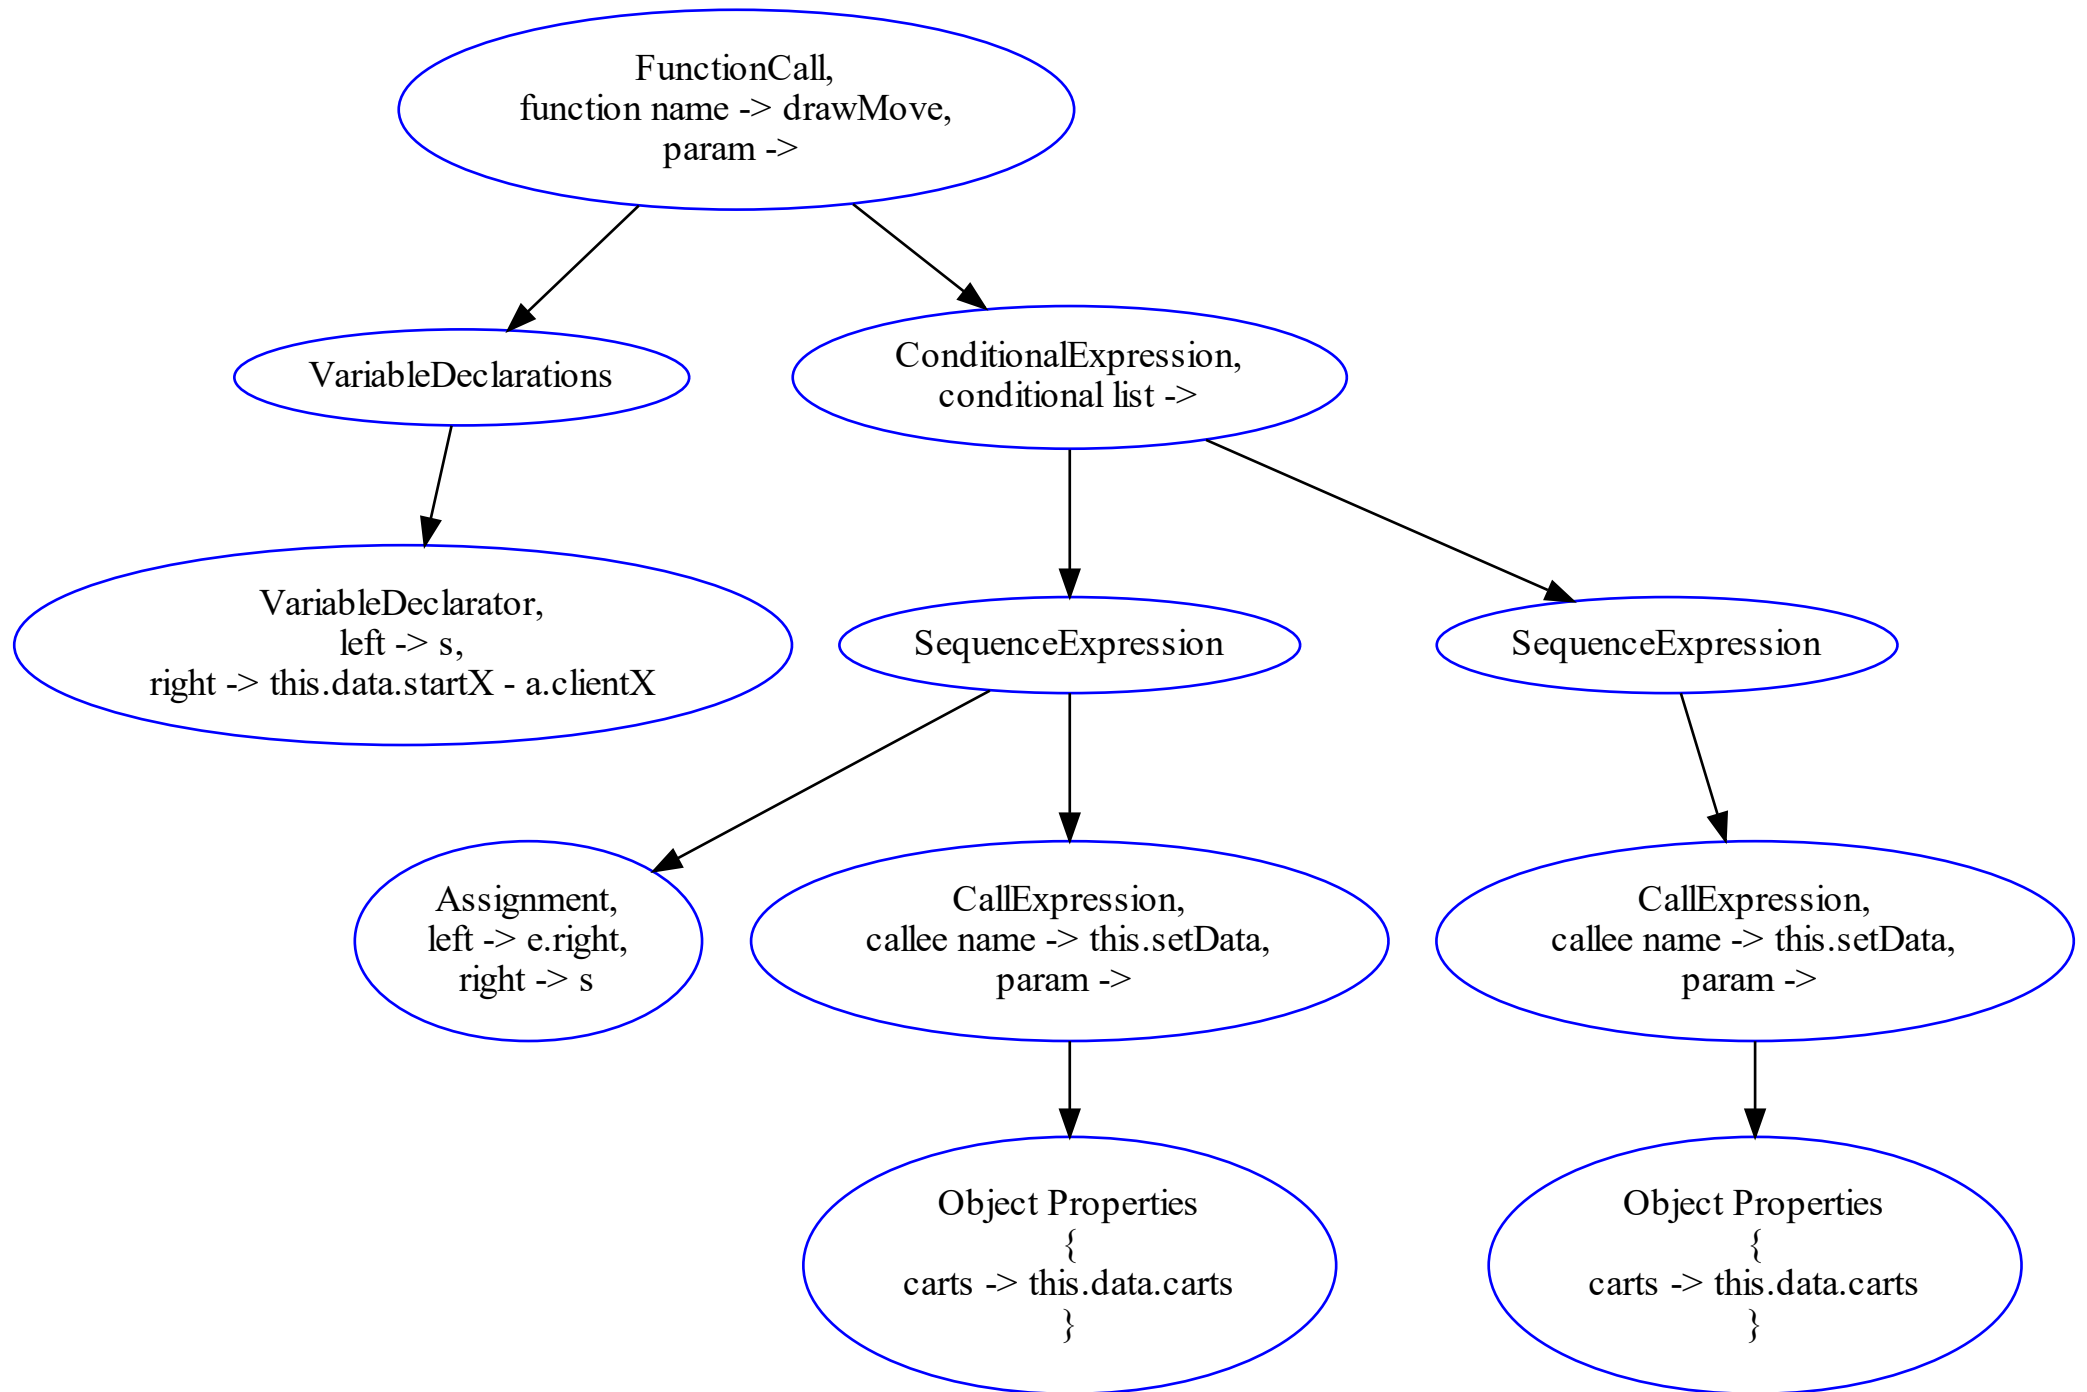 FunctionCall,
function name -> drawMove,
param ->
VariableDeclarations
ConditionalExpression,
conditional list ->
VariableDeclarator,
left -> s,
right -> this.data.startX - a.clientX
SequenceExpression
SequenceExpression
Assignment,
left -> e.right,
right -> s
CallExpression,
callee name -> this.setData,
param ->
CallExpression,
callee name -> this.setData,
param ->
Object Properties
{
carts -> this.data.carts
}
Object Properties
{
carts -> this.data.carts
}